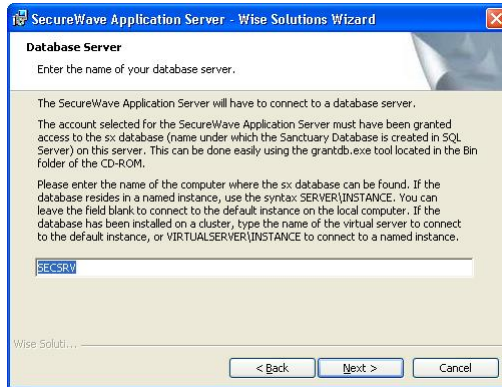 SecureWave Application Server - Wise Solutions Wizard
Database Server
Enter the name of your database server.
The SecureWave Application Server will have to connect to a database server.
The account selected for the SecureWave Application Server must have been granted
access to the sx database (name under which the Sanctuary Database is created in SQL
Server) on this server. This can be done easily using the grantdb.exe tool located in the Bin
folder of the CD-ROM.
Please enter the name of the computer where the sx database can be found. If the
database resides in a named instance, use the syntax SERVER\INSTANCE. You can
leave the field blank to connect to the default instance on the local computer. If the
database has been installed on a cluster, type the name of the virtual server to connect
to the default instance, or VIRTUALSERVER\INSTANCE to connect to a named instance.
SECSRV
Wise Soluti...
< Back Next > Cancel